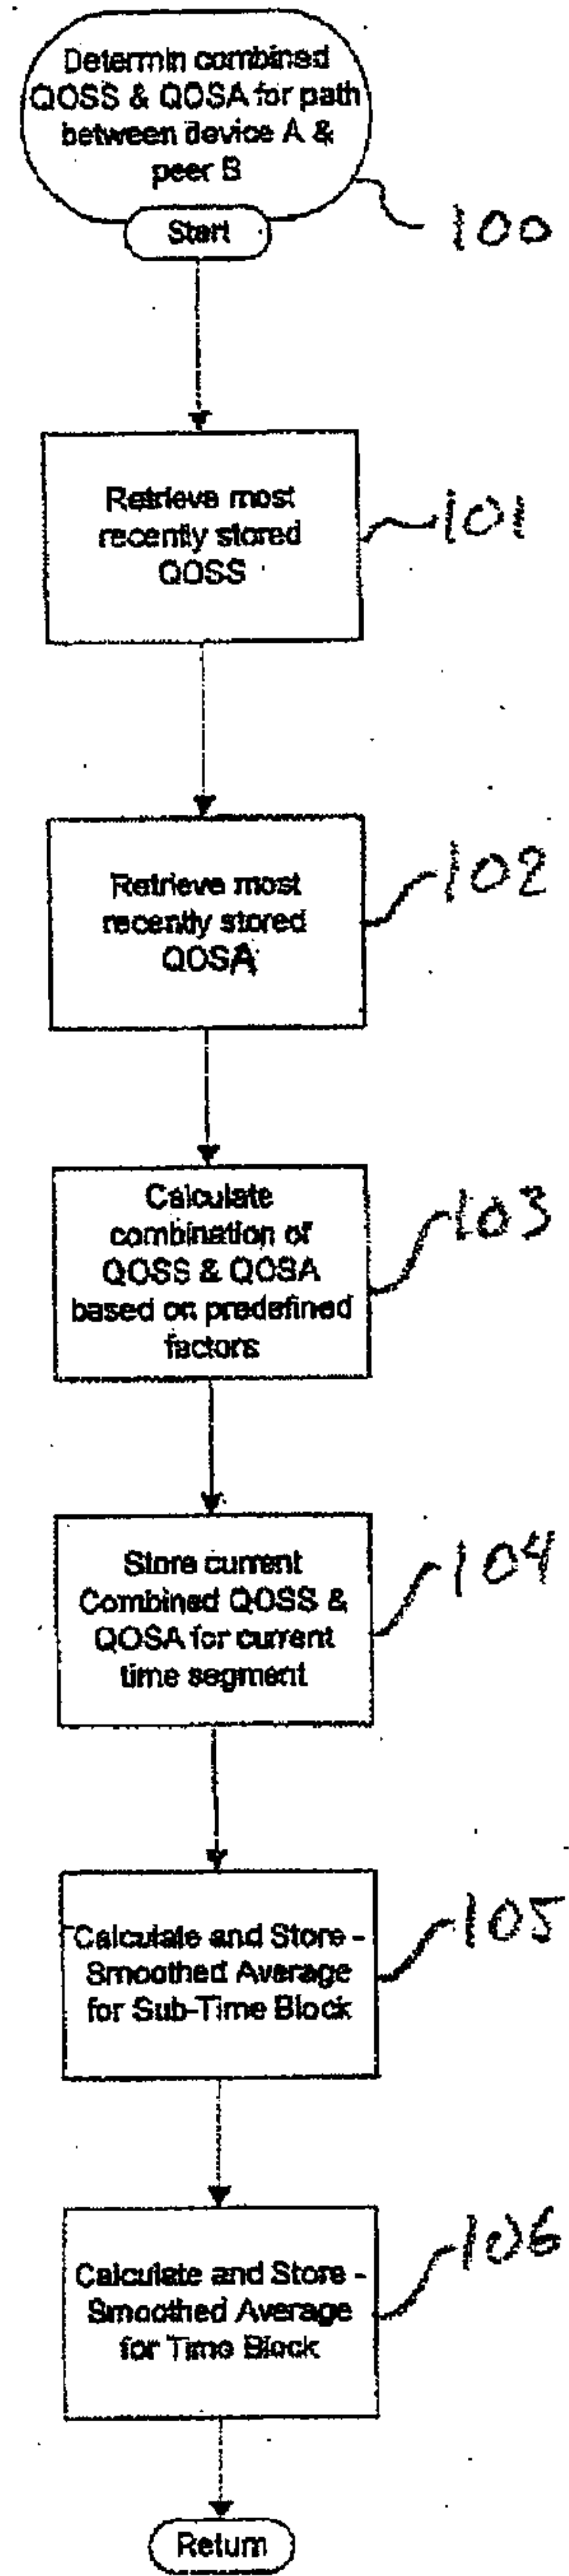 Determin combined
QOSS & QOSA for path
between device A &
peer B
Start
100
Retrieve most
recently stored
QOSS
101
Retrieve most
recently stored
QOSA
102
Calculate
combination of
QOSS & QOSA
based on predefined
factors
103
Store current
Combined QOSS &
QOSA for current
time segment
104
Calculate and Store -
Smoothed Average
for Sub-Time Block
105
Calculate and Store -
Smoothed Average
for Time Block
106
Return